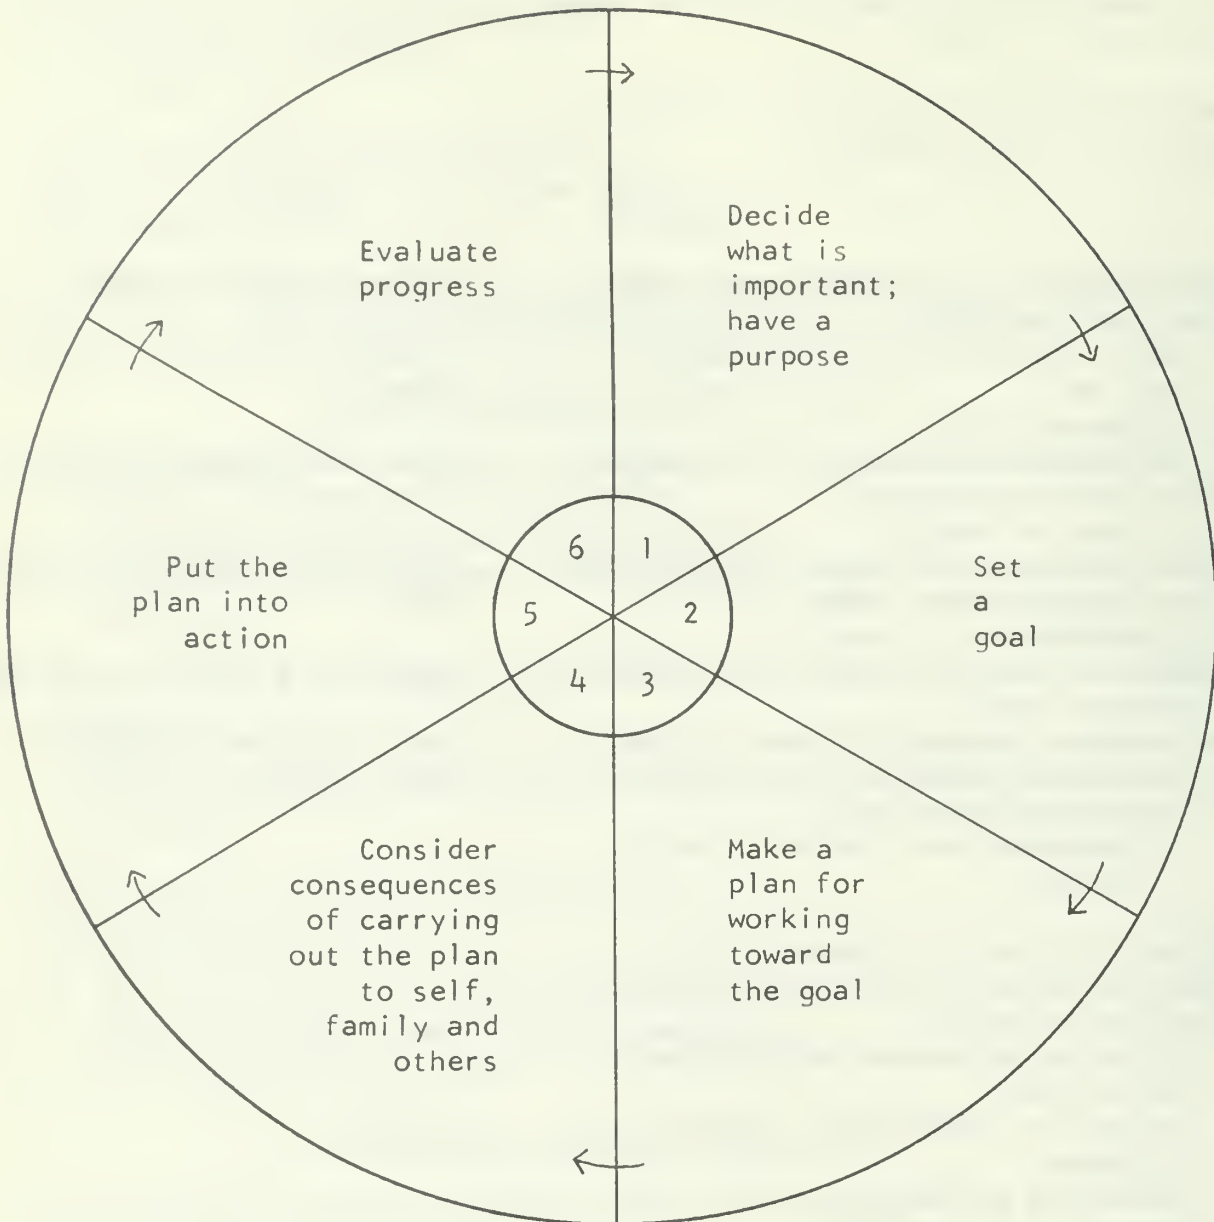 Decide
what is
important;
have a
purpose
Set
a
goal
Make a
plan for
working
toward
the goal
Consider
consequences
of carrying
out the plan
to self,
family and
others
Put the
plan into
action
Evaluate
progress
1
2
3
4
5
6